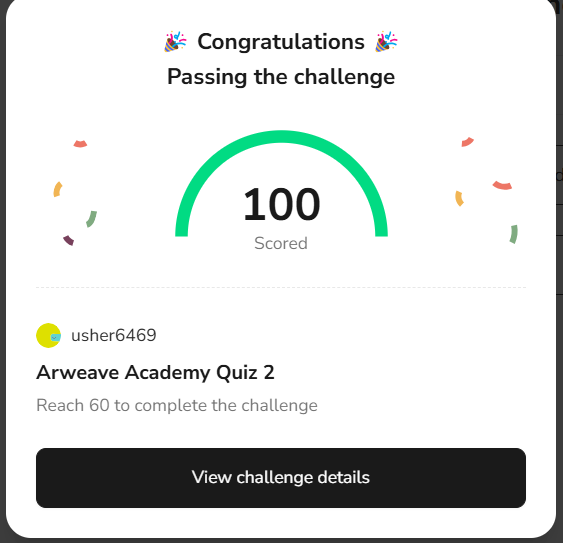 🎉 Congratulations 🎉
Passing the challenge
100
Scored
usher6469
Arweave Academy Quiz 2
Reach 60 to complete the challenge
View challenge details